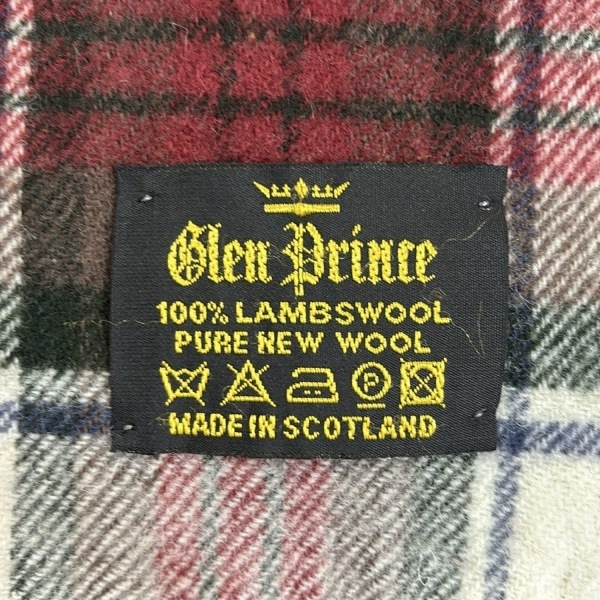 Glen Prince
100% LAMBSWOOL
PURE NEW WOOL
P
MADE IN SCOTLAND